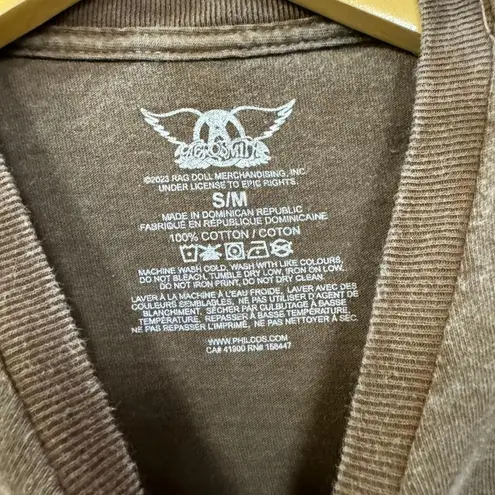 AEROSMITH
©2023 RAG DOLL MERCHANDISING, INC.
UNDER LICENSE TO EPIC RIGHTS.
S/M
MADE IN DOMINICAN REPUBLIC
FABRIQUÉ EN RÉPUBLIQUE DOMINICAINE
100% COTTON / COTON
MACHINE WASH COLD, WASH WITH LIKE COLOURS,
DO NOT BLEACH, TUMBLE DRY LOW, IRON ON LOW,
DO NOT IRON PRINT, DO NOT DRY CLEAN.
LAVER À LA MACHINE À L'EAU FROIDE, LAVER AVEC DES
COULEURS SEMBLABLES, NE PAS UTILISER D'AGENT DE
BLANCHIMENT, SÉCHER PAR CULBUTAGE À BASSE
TEMPÉRATURE, REPASSER À BASSE TEMPÉRATURE,
NE PAS REPASSER L'IMPRIMÉ, NE PAS NETTOYER À SEC.
WWW.PHILCOS.COM
CA# 41900 RN# 158447